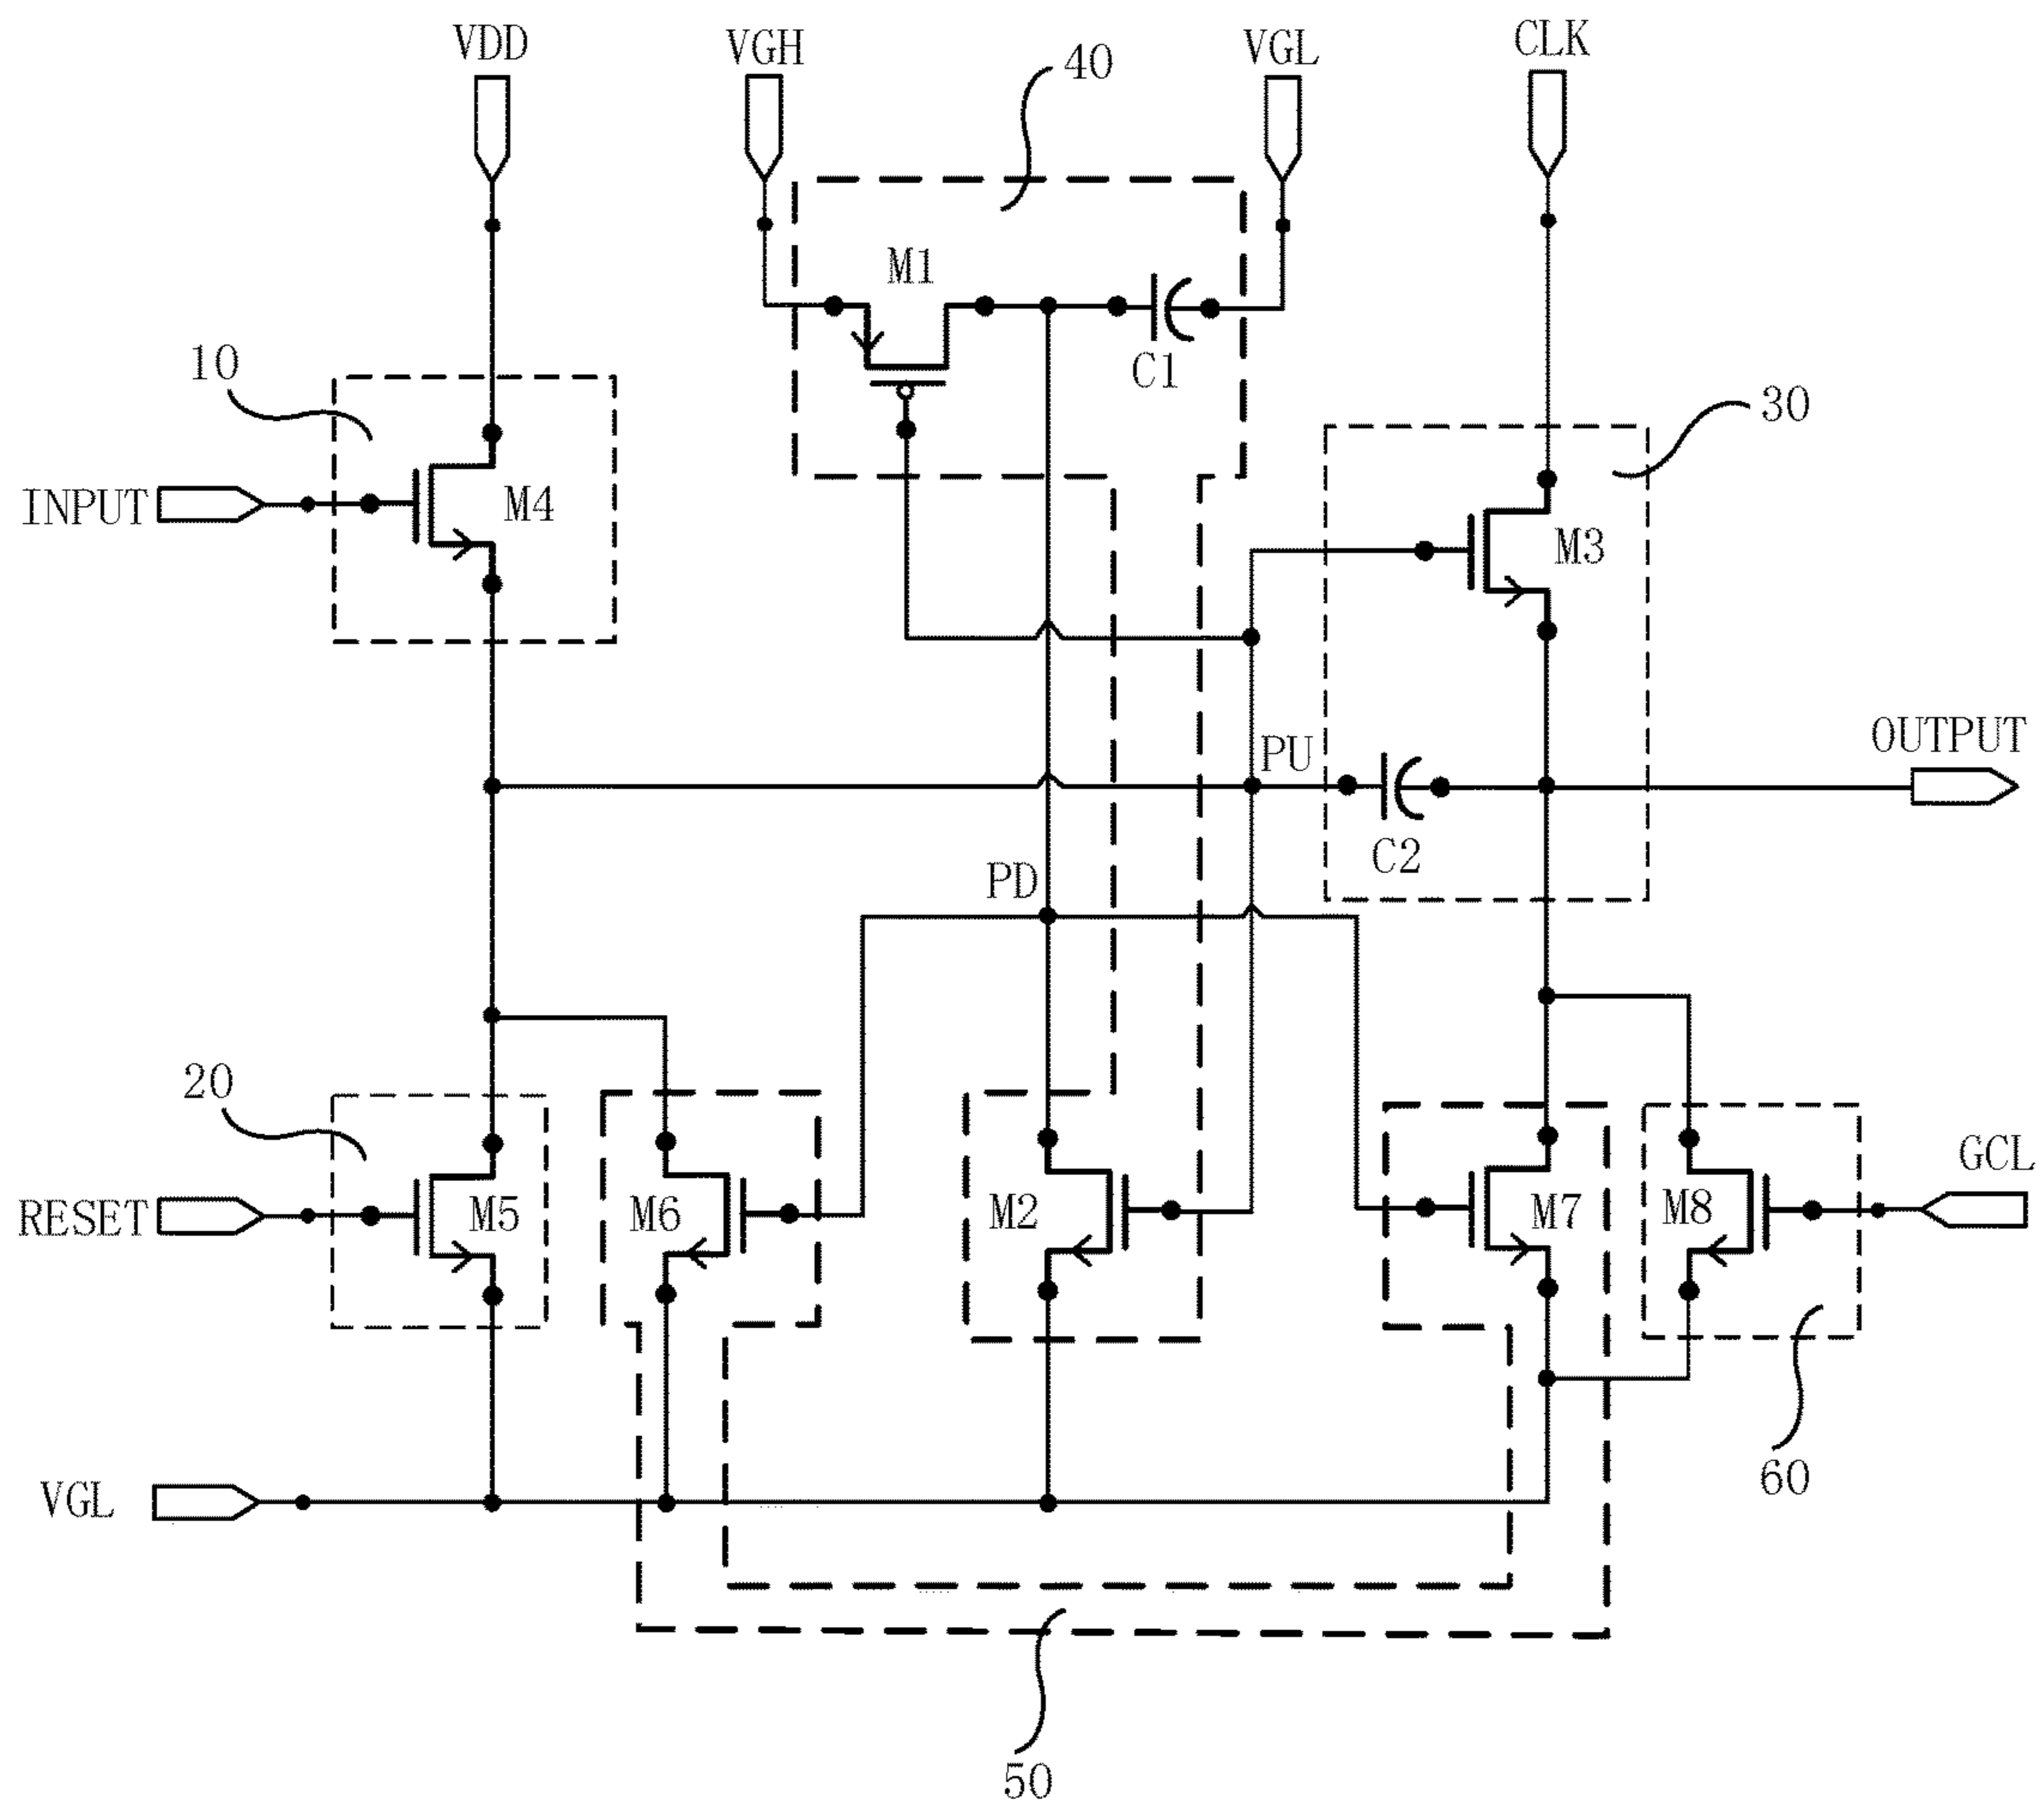 VDD
VGH
VGL
CLK
40
M1
C1
10
30
INPUT
M4
M3
PU
OUTPUT
C2
PD
20
GCL
RESET
M5
M6
M2
M7
M8
60
VGL
50